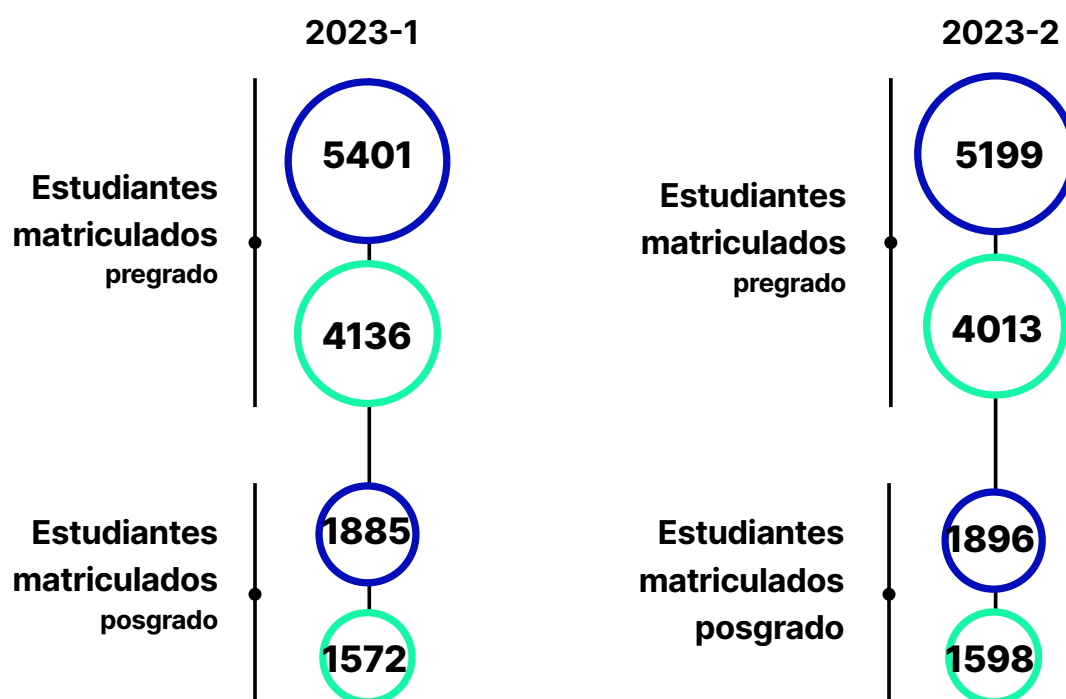 2023-1
5401
Estudiantes
matriculados
pregrado
4136
Estudiantes
matriculados
posgrado
1885
1572
2023-2
5199
Estudiantes
matriculados
pregrado
4013
Estudiantes
matriculados
posgrado
1896
1598